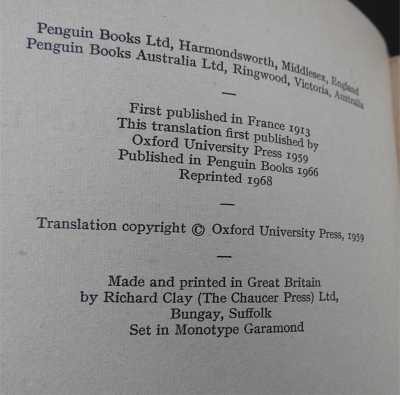 Penguin Books Ltd, Harmondsworth, Middlesex, England
Penguin Books Australia Ltd, Ringwood, Victoria, Australia
—
First published in France 1913
This translation first published by
Oxford University Press 1959
Published in Penguin Books 1966
Reprinted 1968
—
Translation copyright © Oxford University Press, 1959
—
Made and printed in Great Britain
by Richard Clay (The Chaucer Press) Ltd,
Bungay, Suffolk
Set in Monotype Garamond